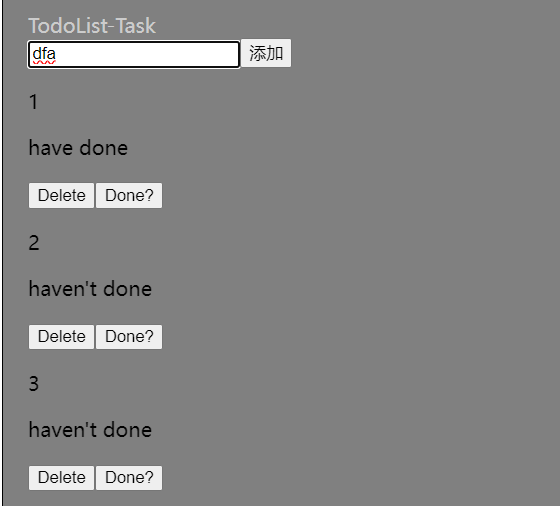 TodoList-Task
dfa 添加
1
have done
Delete Done?
2
haven't done
Delete Done?
3
haven't done
Delete Done?